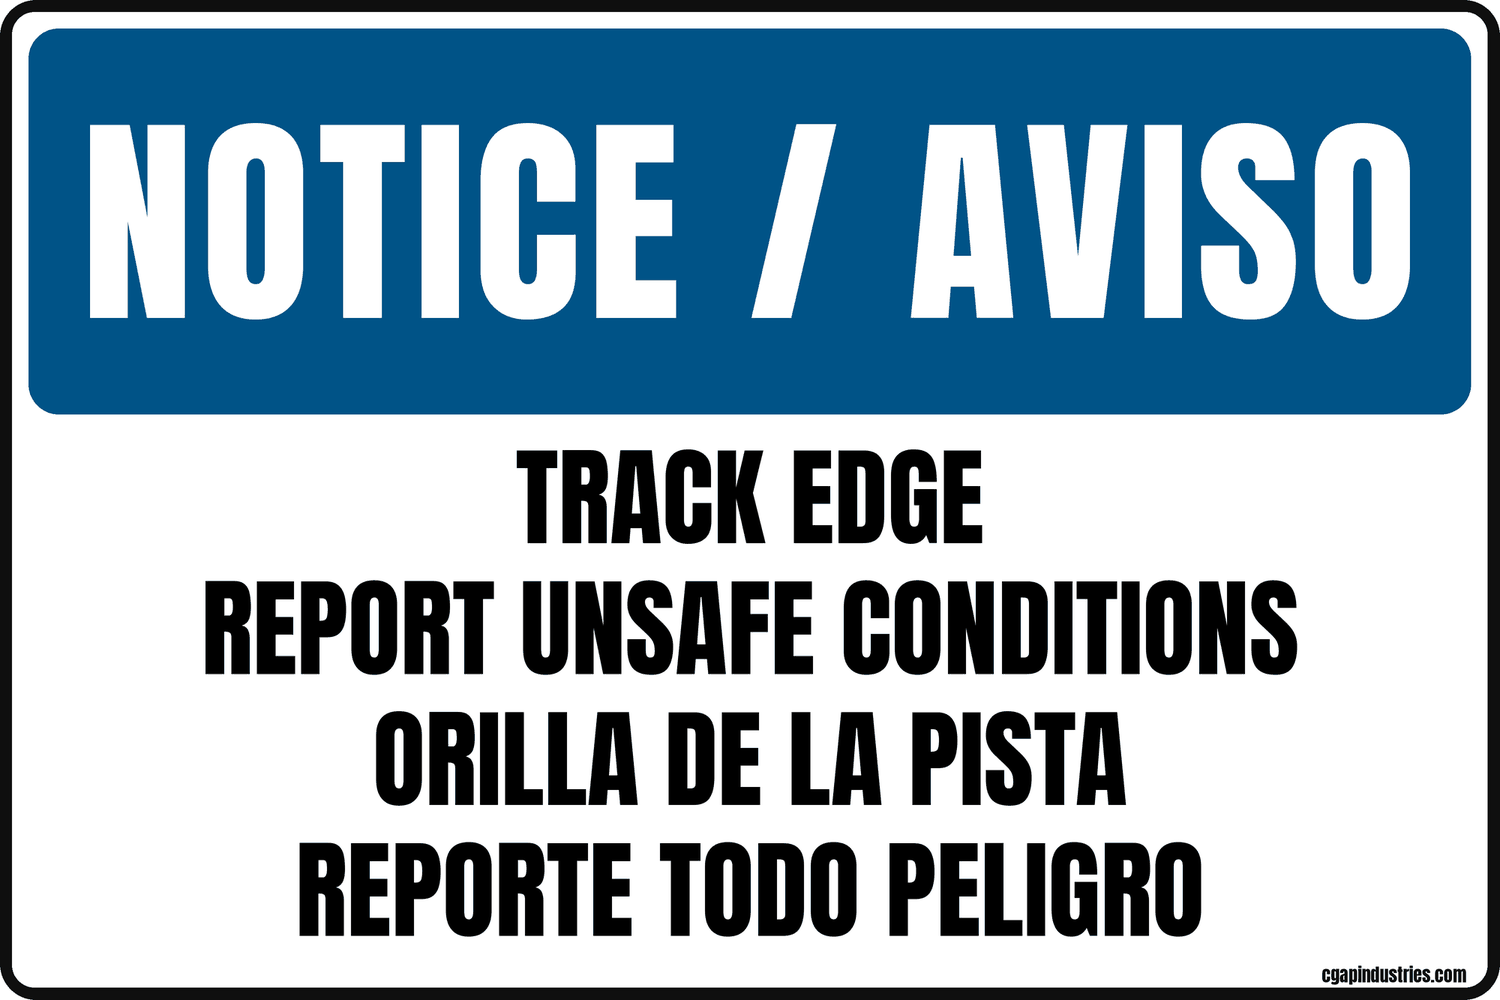 NOTICE / AVISO
TRACK EDGE
REPORT UNSAFE CONDITIONS
ORILLA DE LA PISTA
REPORTE TODO PELIGRO
cgapindustries.com